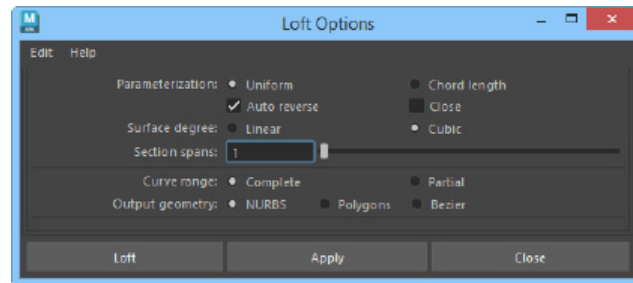 Loft Options
Edit Help
Parameterization: Uniform Chord length
Auto reverse Close
Surface degree: Linear Cubic
Section spans: 1
Curve range: Complete Partial
Output geometry: NURBS Polygons Bezier
Loft Apply Close